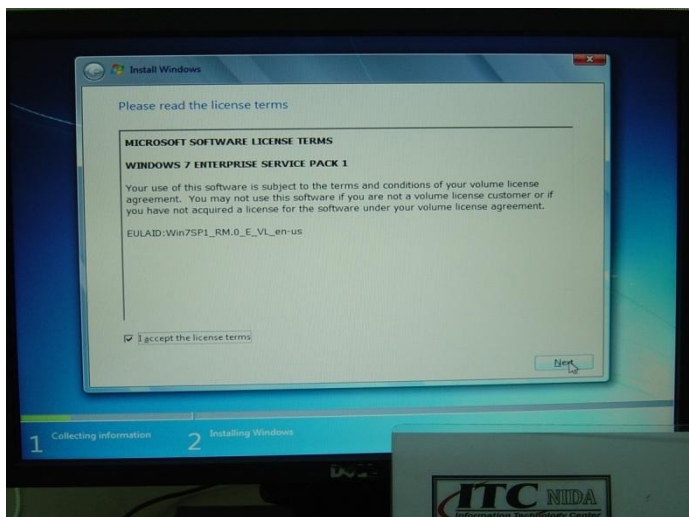 Install Windows
Please read the license terms
MICROSOFT SOFTWARE LICENSE TERMS
WINDOWS 7 ENTERPRISE SERVICE PACK 1
Your use of this software is subject to the terms and conditions of your volume license
agreement. You may not use this software if you are not a volume license customer or if
you have not acquired a license for the software under your volume license agreement.
EULAID:Win7SP1_RM.0_E_VL_en-us
I accept the license terms
Next
1 Collecting information 2 Installing Windows
DELL
ITC NIDA
Information Technology Center